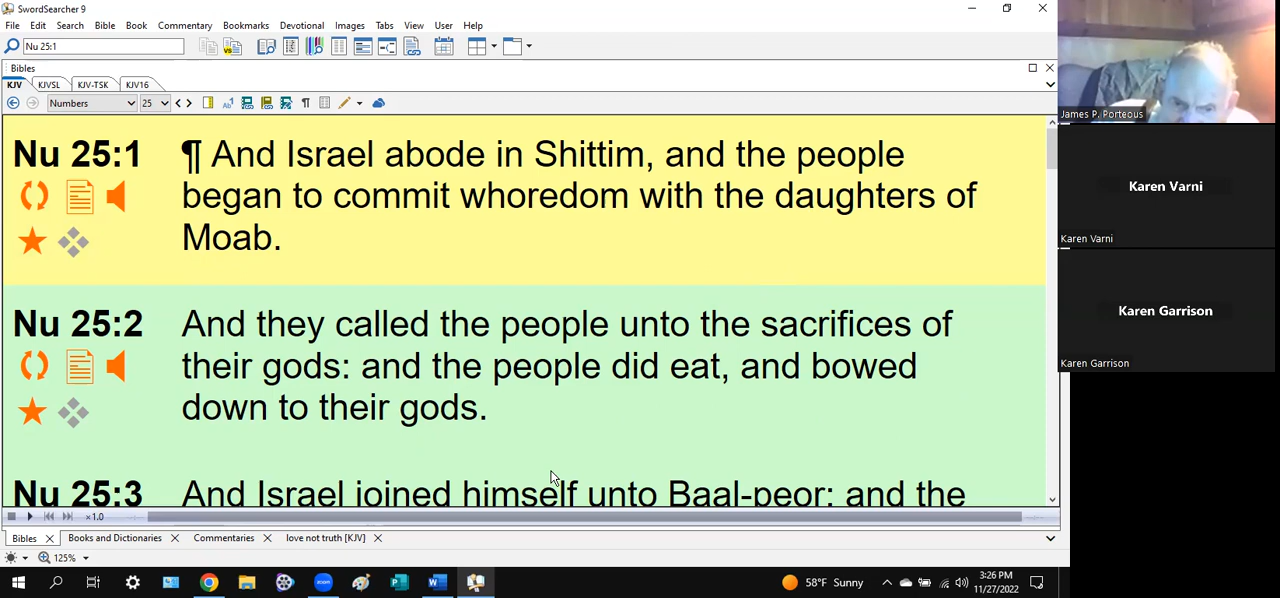 SwordSearcher 9
File Edit Search Bible Book Commentary Bookmarks Devotional Images Tabs View User Help
Nu 25:1
Bibles
KJV KJVSL KJV-TSK KJV16
Numbers 25
Nu 25:1 ¶ And Israel abode in Shittim, and the people
began to commit whoredom with the daughters of
Moab.
Nu 25:2 And they called the people unto the sacrifices of
their gods: and the people did eat, and bowed
down to their gods.
Nu 25:3 And Israel joined himself unto Baal-peor: and the
×1.0
Bibles Books and Dictionaries Commentaries love not truth [KJV]
125%
58°F Sunny
3:26 PM
11/27/2022
James P. Porteous
Karen Varni
Karen Varni
Karen Garrison
Karen Garrison